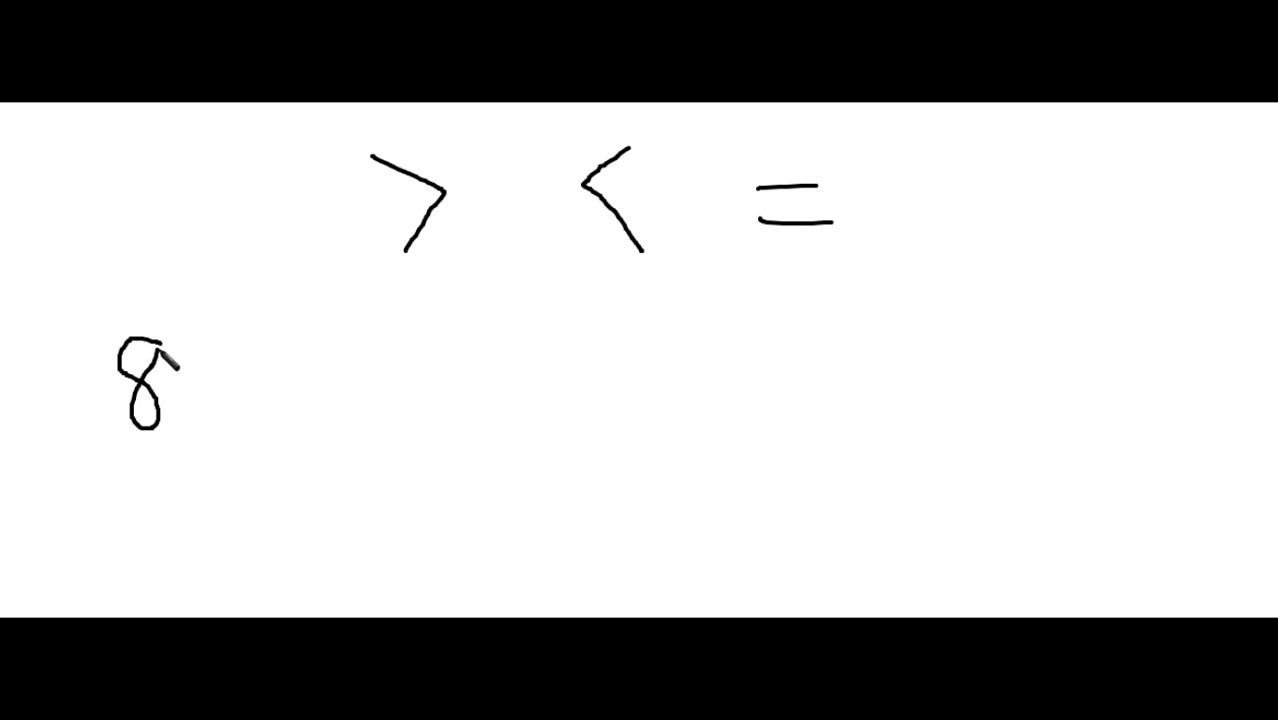 > < =
8